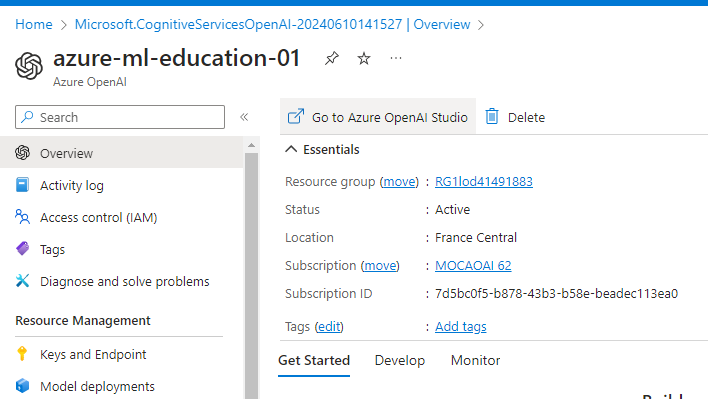 Home > Microsoft.CognitiveServicesOpenAI-20240610141527 | Overview >
azure-ml-education-01
Azure OpenAI
Search
Overview
Activity log
Access control (IAM)
Tags
Diagnose and solve problems
Resource Management
Keys and Endpoint
Model deployments
Go to Azure OpenAI Studio
Delete
Essentials
Resource group (move) : RG1lod41491883
Status : Active
Location : France Central
Subscription (move) : MOCAOAI 62
Subscription ID : 7d5bc0f5-b878-43b3-b58e-beadec113ea0
Tags (edit) : Add tags
Get Started Develop Monitor